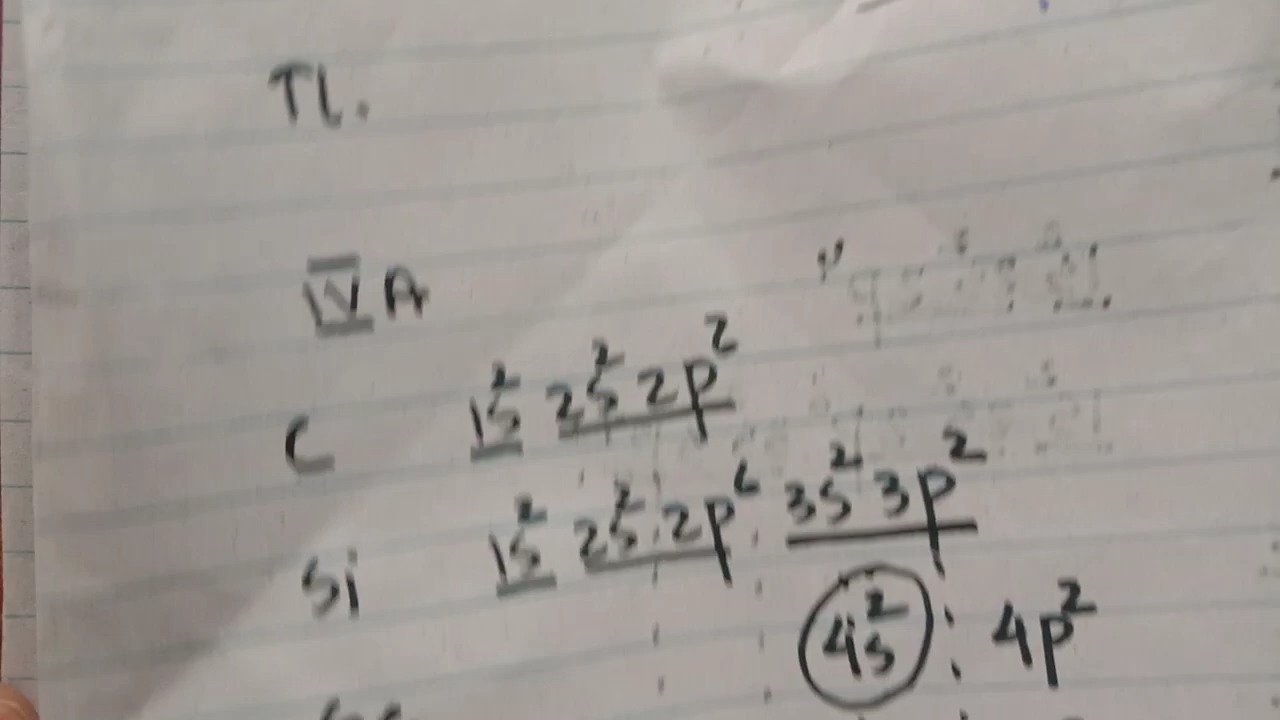 Tl.
IVA
C 1s² 2s² 2p²
Si 1s² 2s² 2p⁶ 3s² 3p²
4s² 4p²